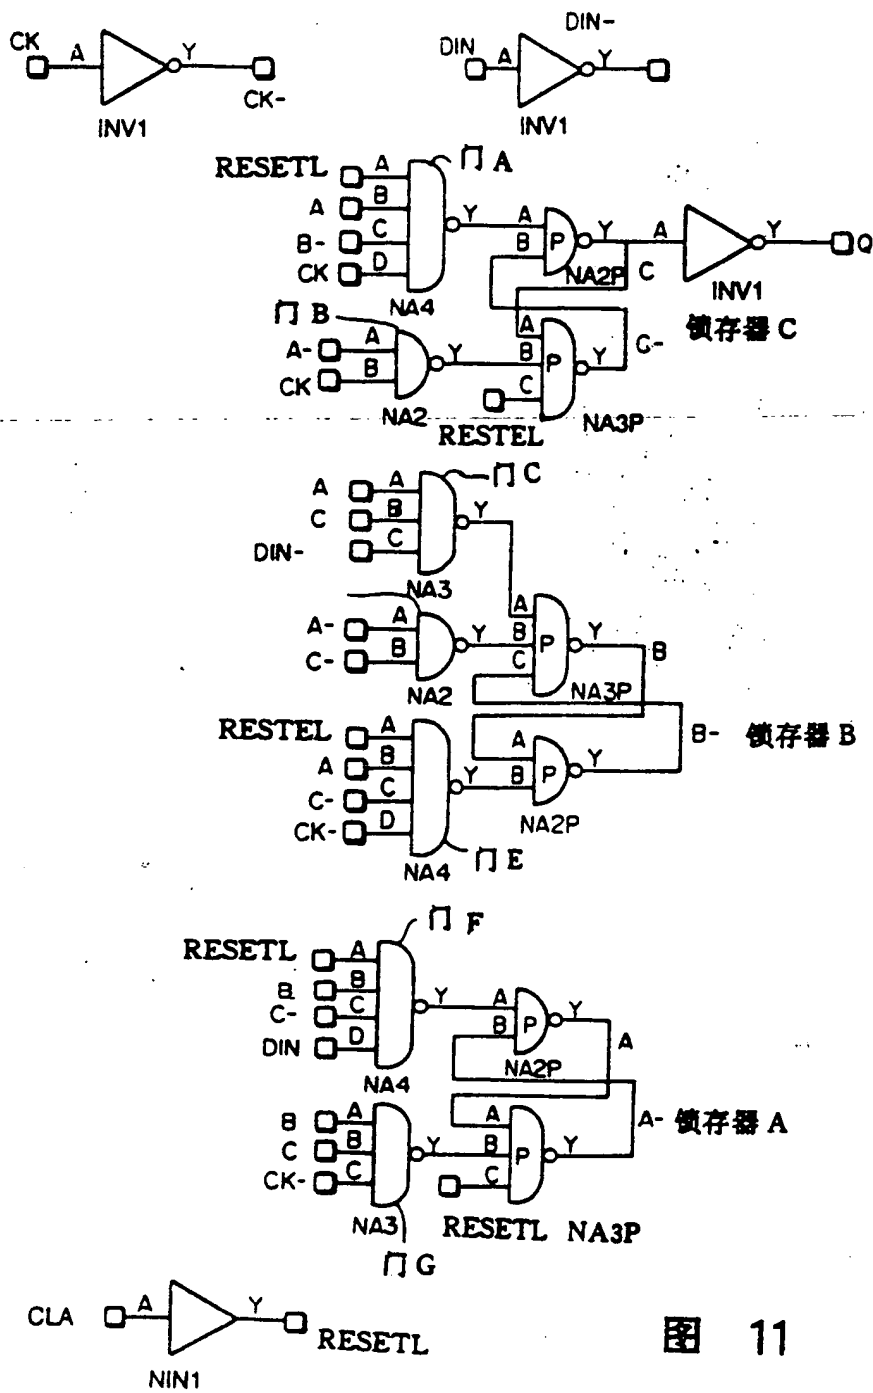 CK A Y CK-
INV1
DIN A DIN- Y
INV1
RESETL A 门 A
A B
B- C
CK D
Y A
B P Y
NA4
NA2P
C
A Y Q
INV1
锁存器 C
门 B
A- A
CK B
Y
NA2
A
B P Y
C
G-
RESTEL
NA3P
门 C
A A
C B
DIN- C
Y
NA3
A- A
C- B
Y
NA2
A
B P Y
C
B
NA3P
RESTEL A
A B
C- C
CK- D
Y
NA4
门 E
A
B P Y
NA2P
B- 锁存器 B
门 F
RESETL A
B B
C- C
DIN D
Y
NA4
A
B P Y
NA2P
A
B A
C B
CK- C
Y
NA3
门 G
A
B P Y
C
A- 锁存器 A
RESETL NA3P
CLA A Y RESETL
NIN1
图 11